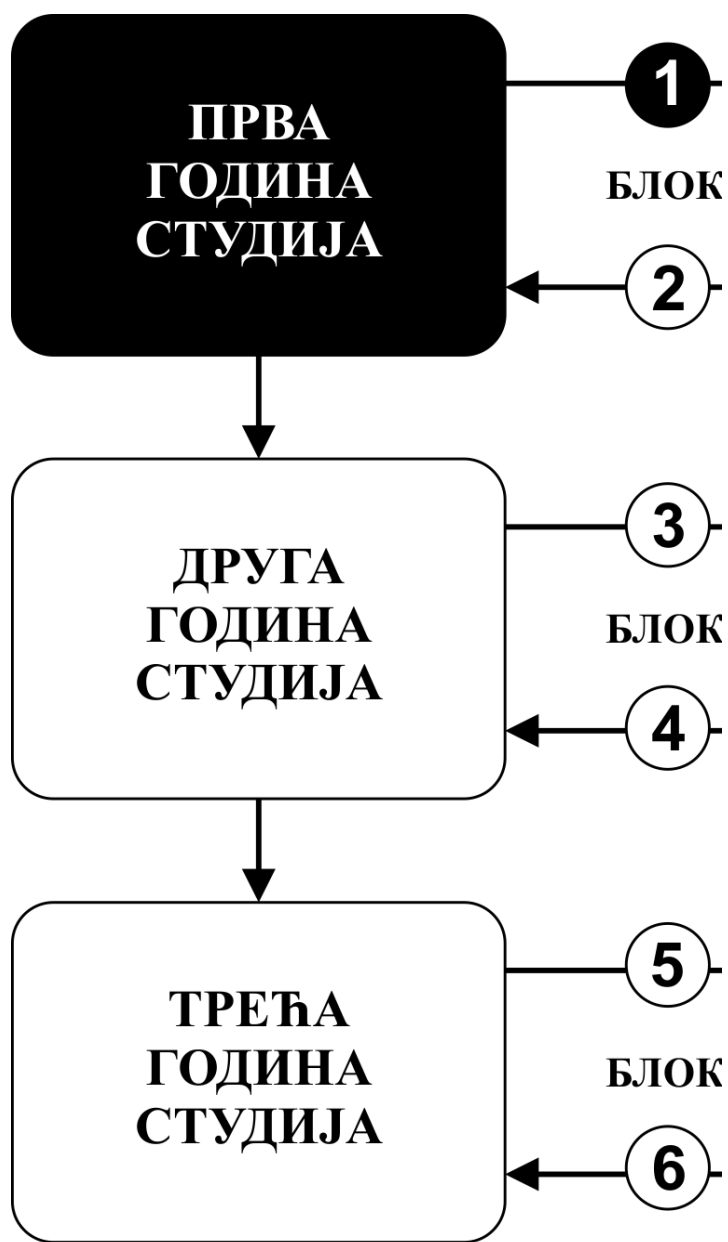 ПРВА
ГОДИНА
СТУДИЈА
1
БЛОК
2
ДРУГА
ГОДИНА
СТУДИЈА
3
БЛОК
4
ТРЕЋА
ГОДИНА
СТУДИЈА
5
БЛОК
6